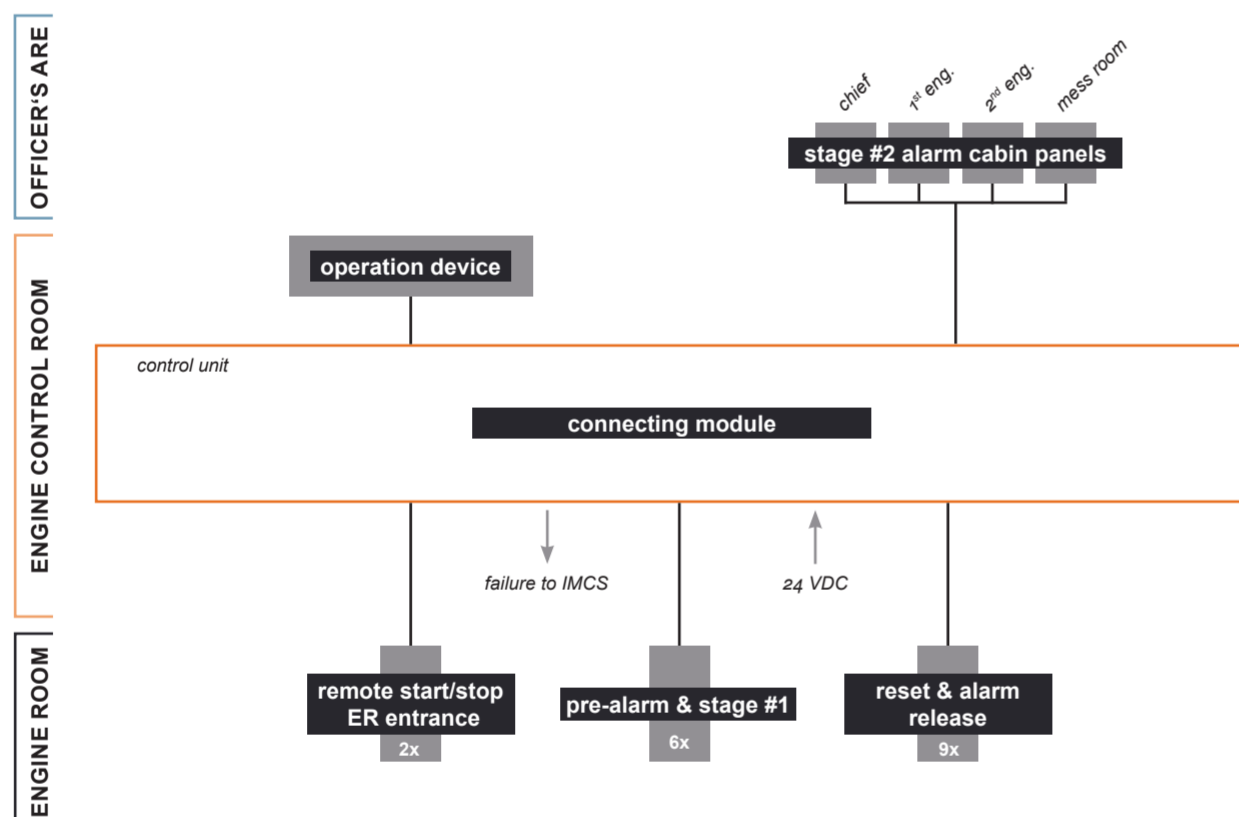 OFFICER'S ARE
chief
1st eng.
2nd eng.
mess room
stage #2 alarm cabin panels
ENGINE CONTROL ROOM
operation device
control unit
connecting module
failure to IMCS
24 VDC
ENGINE ROOM
remote start/stop
ER entrance
2x
pre-alarm & stage #1
6x
reset & alarm
release
9x